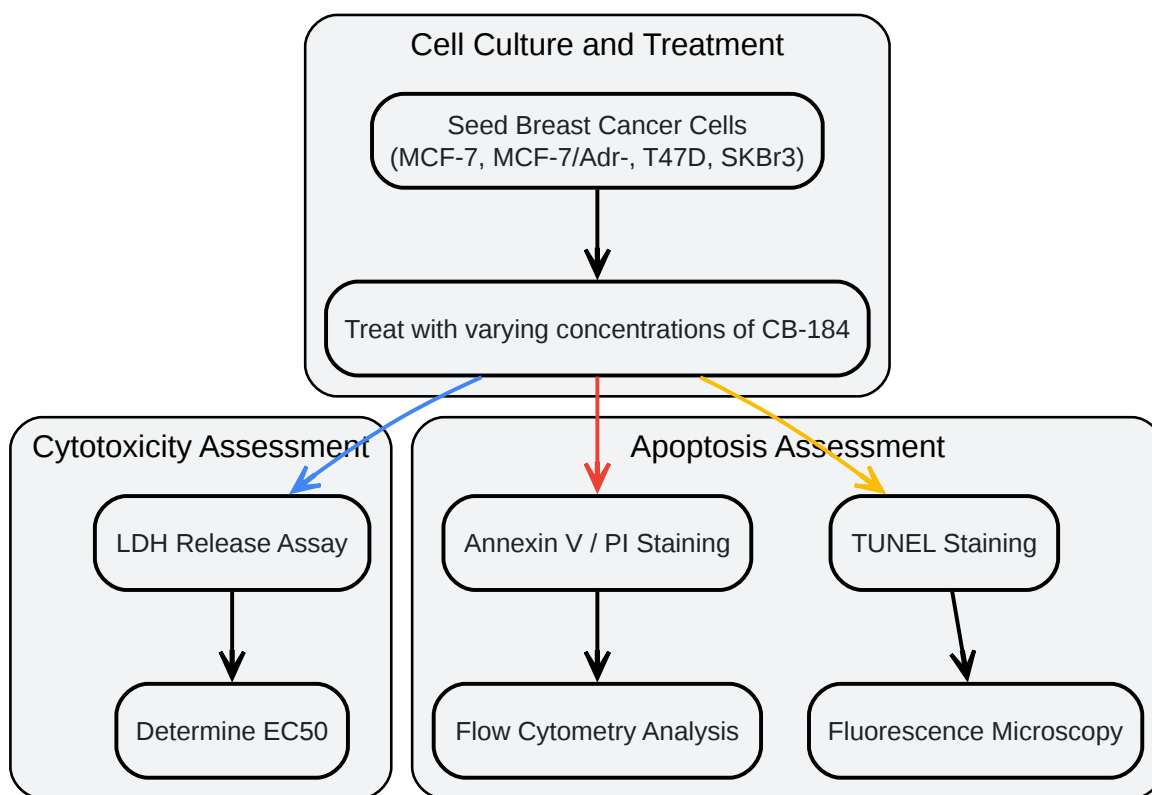 Cell Culture and Treatment
Seed Breast Cancer Cells
(MCF-7, MCF-7/Adr-, T47D, SKBr3)
Treat with varying concentrations of CB-184
Cytotoxicity Assessment
LDH Release Assay
Determine EC50
Apoptosis Assessment
Annexin V / PI Staining
TUNEL Staining
Flow Cytometry Analysis
Fluorescence Microscopy